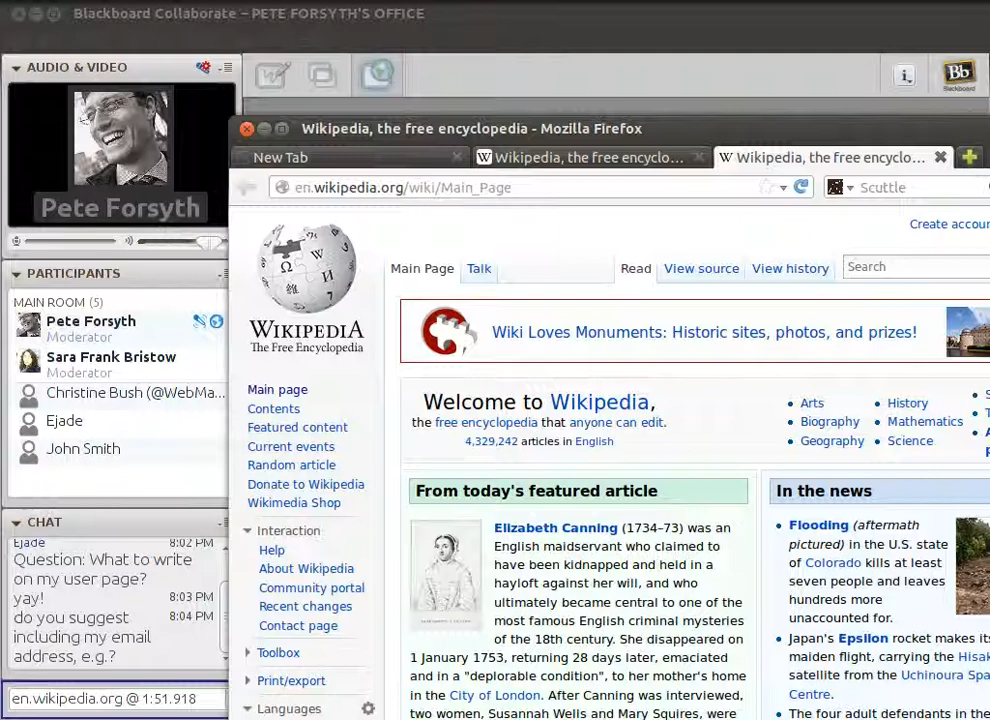 Blackboard Collaborate – PETE FORSYTH'S OFFICE
AUDIO & VIDEO
Pete Forsyth
PARTICIPANTS
MAIN ROOM (5)
Pete Forsyth
Moderator
Sara Frank Bristow
Moderator
Christine Bush (@WebMa...
Ejade
John Smith
CHAT
Ejade 8:02 PM
Question: What to write
on my user page?
yay! 8:03 PM
do you suggest 8:04 PM
including my email
address, e.g.?
en.wikipedia.org @ 1:51.918
i
Bb
Blackboard
Wikipedia, the free encyclopedia - Mozilla Firefox
New Tab
W Wikipedia, the free encyclo...
W Wikipedia, the free encyclo...
en.wikipedia.org/wiki/Main_Page
Scuttle
Create accou
WIKIPEDIA
The Free Encyclopedia
Main page
Contents
Featured content
Current events
Random article
Donate to Wikipedia
Wikimedia Shop
Interaction
Help
About Wikipedia
Community portal
Recent changes
Contact page
Toolbox
Print/export
Languages
Main Page Talk Read View source View history Search
Wiki Loves Monuments: Historic sites, photos, and prizes!
Welcome to Wikipedia,
the free encyclopedia that anyone can edit.
4,329,242 articles in English
Arts
Biography
Geography
History
Mathematics
Science
From today's featured article
Elizabeth Canning (1734–73) was an
English maidservant who claimed to
have been kidnapped and held in a
hayloft against her will, and who
ultimately became central to one of the
most famous English criminal mysteries
of the 18th century. She disappeared on
1 January 1753, returning 28 days later, emaciated
and in a "deplorable condition", to her mother's home
in the City of London. After Canning was interviewed,
two women, Susannah Wells and Mary Squires, were
In the news
Flooding (aftermath
pictured) in the U.S. state
of Colorado kills at least
seven people and leaves
hundreds more
unaccounted for.
Japan's Epsilon rocket makes its
maiden flight, carrying the Hisak
satellite from the Uchinoura Spa
Centre.
The four adult defendants in the